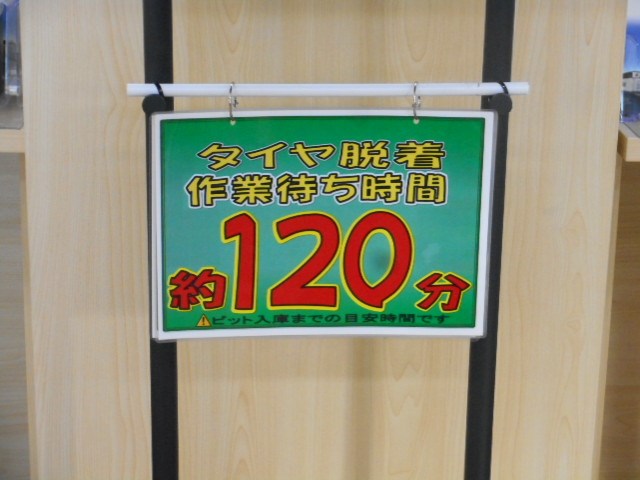 タイヤ脱着
作業待ち時間
約120分
⚠ピット入庫までの目安時間です